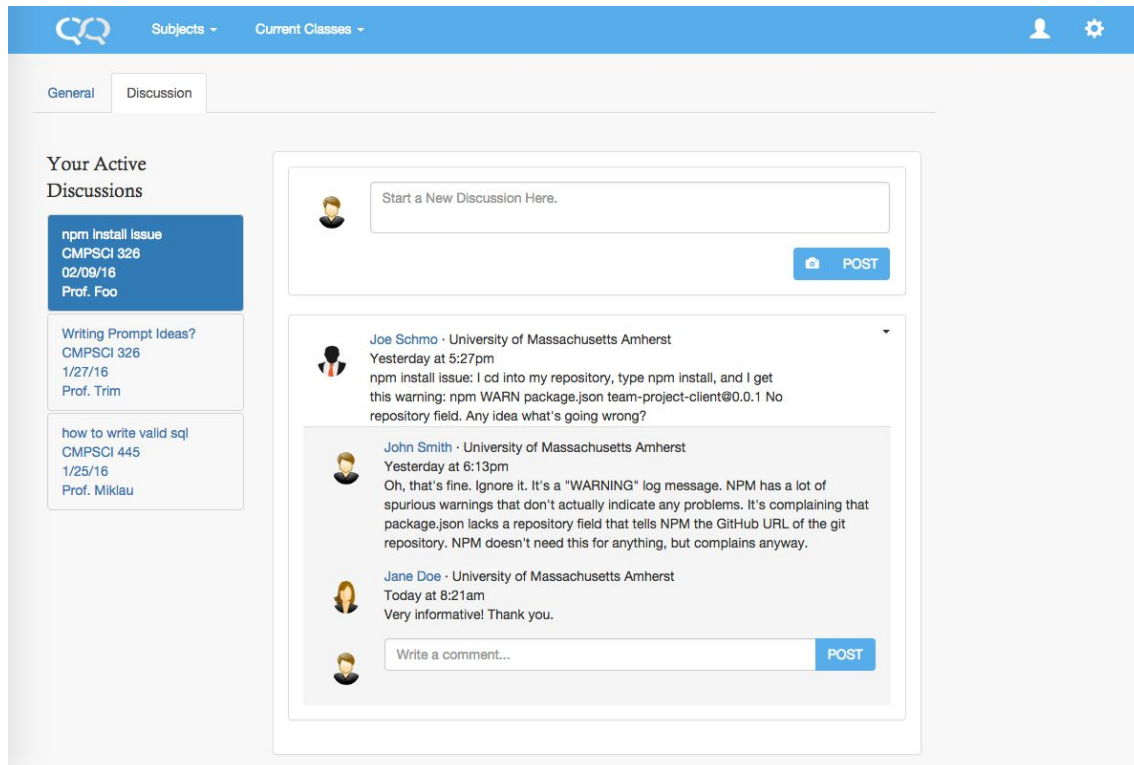 Subjects
Current Classes
General
Discussion
Your Active
Discussions
npm install issue
CMPSCI 326
02/09/16
Prof. Foo
Writing Prompt Ideas?
CMPSCI 326
1/27/16
Prof. Trim
how to write valid sql
CMPSCI 445
1/25/16
Prof. Miklau
Start a New Discussion Here.
POST
Joe Schmo · University of Massachusetts Amherst
Yesterday at 5:27pm
npm install issue: I cd into my repository, type npm install, and I get
this warning: npm WARN package.json team-project-client@0.0.1 No
repository field. Any idea what's going wrong?
John Smith · University of Massachusetts Amherst
Yesterday at 6:13pm
Oh, that's fine. Ignore it. It's a "WARNING" log message. NPM has a lot of
spurious warnings that don't actually indicate any problems. It's complaining that
package.json lacks a repository field that tells NPM the GitHub URL of the git
repository. NPM doesn't need this for anything, but complains anyway.
Jane Doe · University of Massachusetts Amherst
Today at 8:21am
Very informative! Thank you.
Write a comment...
POST